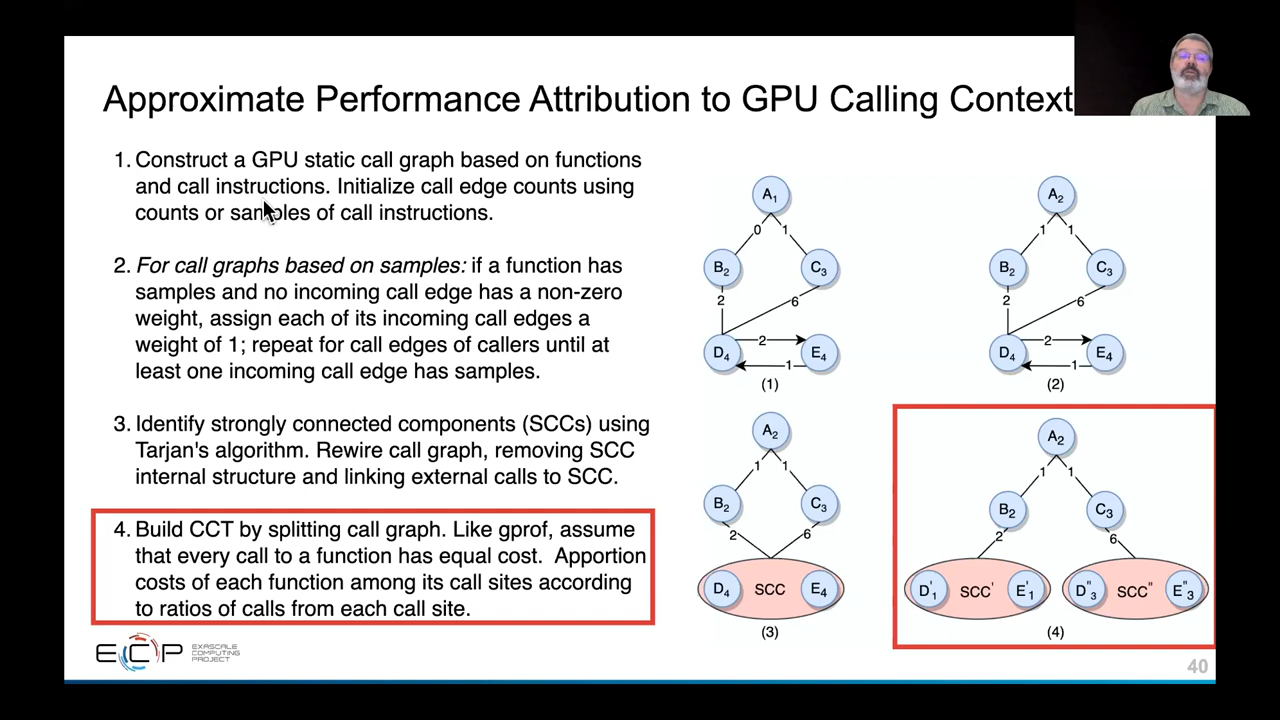 Approximate Performance Attribution to GPU Calling Context
1. Construct a GPU static call graph based on functions
and call instructions. Initialize call edge counts using
counts or samples of call instructions.
2. For call graphs based on samples: if a function has
samples and no incoming call edge has a non-zero
weight, assign each of its incoming call edges a
weight of 1; repeat for call edges of callers until at
least one incoming call edge has samples.
3. Identify strongly connected components (SCCs) using
Tarjan's algorithm. Rewire call graph, removing SCC
internal structure and linking external calls to SCC.
4. Build CCT by splitting call graph. Like gprof, assume
that every call to a function has equal cost. Apportion
costs of each function among its call sites according
to ratios of calls from each call site.
A1
0 1
B2 C3
2 6
D4 2 E4
1
(1)
A2
1 1
B2 C3
2 6
D4 2 E4
1
(2)
A2
1 1
B2 C3
2 6
D4 SCC E4
(3)
A2
1 1
B2 C3
2 6
D'1 SCC' E'1 D"3 SCC" E"3
(4)
ECP
EXASCALE
COMPUTING
PROJECT
40